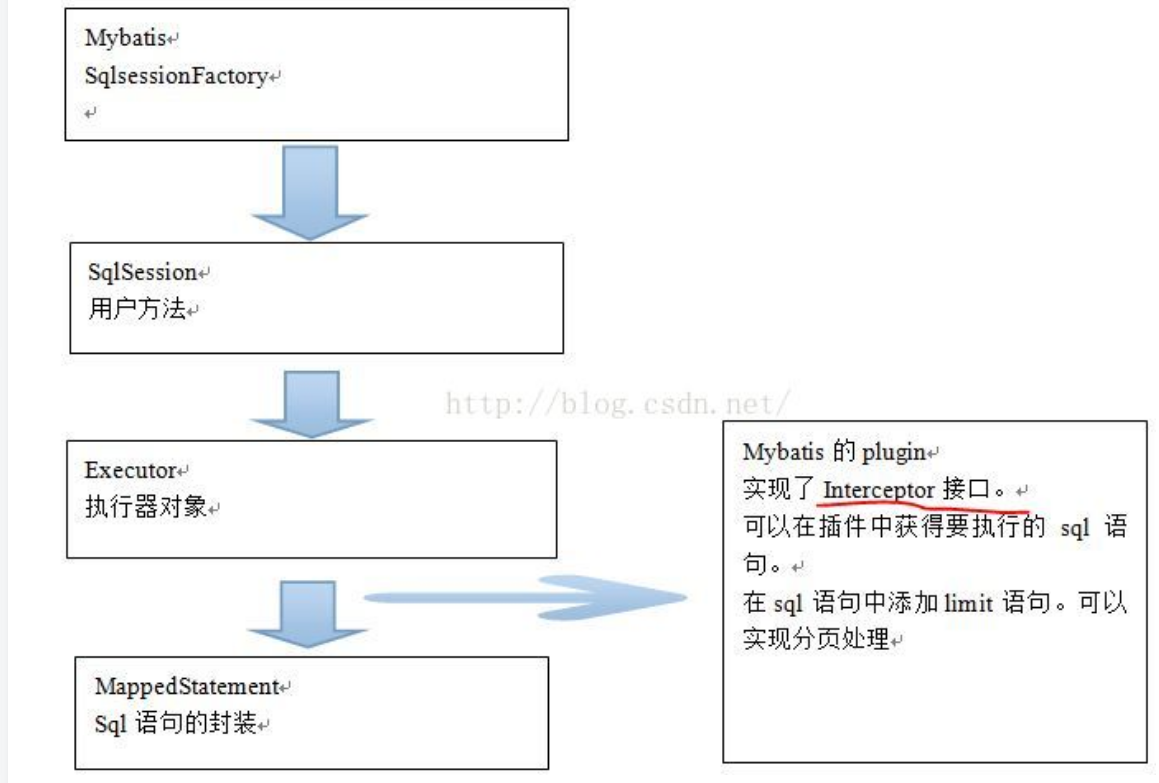 Mybatis
SqlsessionFactory
SqlSession
用户方法
http://blog.csdn.net/
Executor
执行器对象
Mybatis 的 plugin
实现了 Interceptor 接口。
可以在插件中获得要执行的 sql 语
句。
在 sql 语句中添加 limit 语句。可以
实现分页处理
MappedStatement
Sql 语句的封装